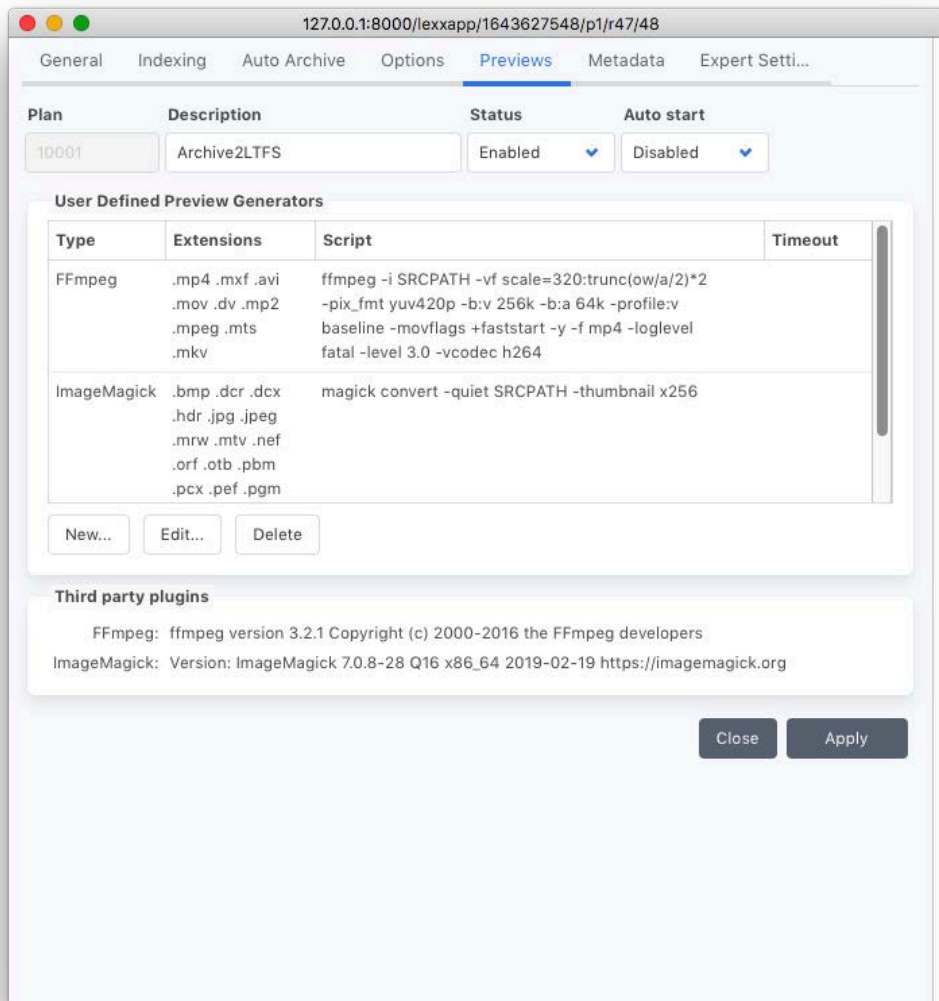 127.0.0.1:8000/lexxapp/1643627548/p1/r47/48
General Indexing Auto Archive Options Previews Metadata Expert Setti...
Plan Description Status Auto start
10001 Archive2LTFS Enabled Disabled
User Defined Preview Generators
Type Extensions Script Timeout
FFmpeg .mp4 .mxf .avi ffmpeg -i SRCPATH -vf scale=320:trunc(ow/a/2)*2
.mov .dv .mp2 -pix_fmt yuv420p -b:v 256k -b:a 64k -profile:v
.mpeg .mts baseline -movflags +faststart -y -f mp4 -loglevel
.mkv fatal -level 3.0 -vcodec h264
ImageMagick .bmp .dcr .dcx magick convert -quiet SRCPATH -thumbnail x256
.hdr .jpg .jpeg
.mrw .mtv .nef
.orf .otb .pbm
.pcx .pef .pgm
New... Edit... Delete
Third party plugins
FFmpeg: ffmpeg version 3.2.1 Copyright (c) 2000-2016 the FFmpeg developers
ImageMagick: Version: ImageMagick 7.0.8-28 Q16 x86_64 2019-02-19 https://imagemagick.org
Close Apply